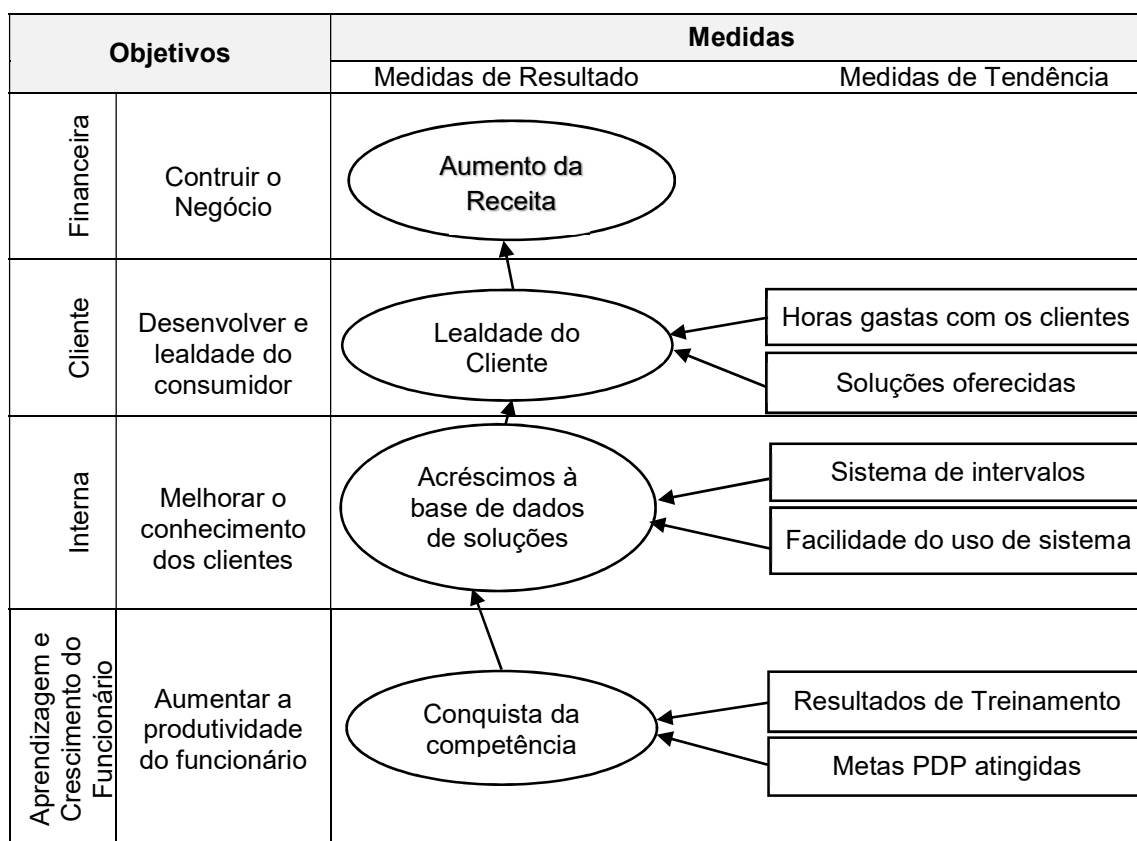 Objetivos
Medidas
Medidas de Resultado
Medidas de Tendência
Financeira
Contruir o
Negócio
Aumento da
Receita
Cliente
Desenvolver e
lealdade do
consumidor
Lealdade do
Cliente
Horas gastas com os clientes
Soluções oferecidas
Interna
Melhorar o
conhecimento
dos clientes
Acréscimos à
base de dados
de soluções
Sistema de intervalos
Facilidade do uso de sistema
Aprendizagem e
Crescimento do
Funcionário
Aumentar a
produtividade
do funcionário
Conquista da
competência
Resultados de Treinamento
Metas PDP atingidas